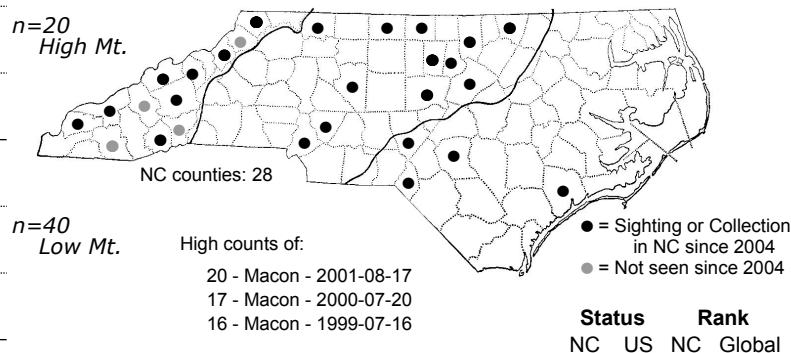 n=20
High Mt.
NC counties: 28
n=40
Low Mt.
High counts of:
20 - Macon - 2001-08-17
17 - Macon - 2000-07-20
16 - Macon - 1999-07-16
● = Sighting or Collection
in NC since 2004
● = Not seen since 2004
Status Rank
NC US NC Global